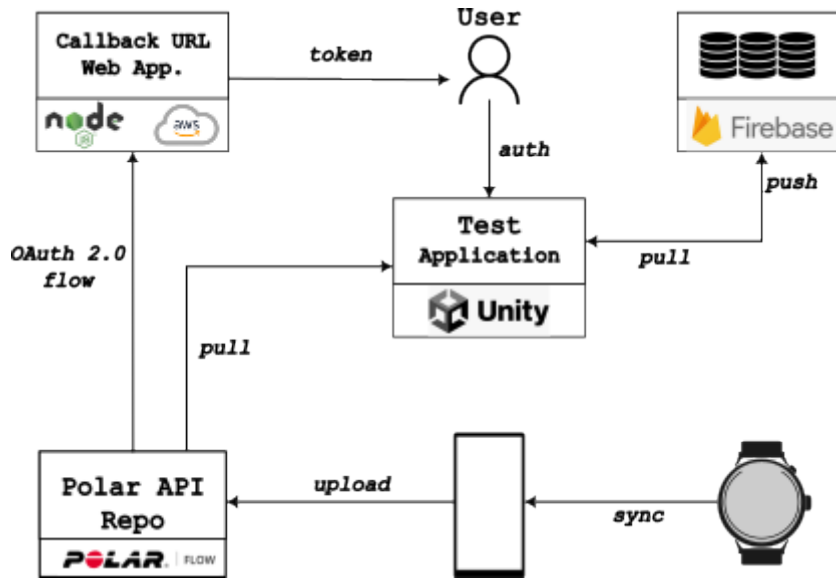 Callback URL
Web App.
node
JS
aws
token
User
auth
Firebase
push
pull
Test
Application
Unity
OAuth 2.0
flow
pull
Polar API
Repo
POLAR. | FLOW
upload
sync